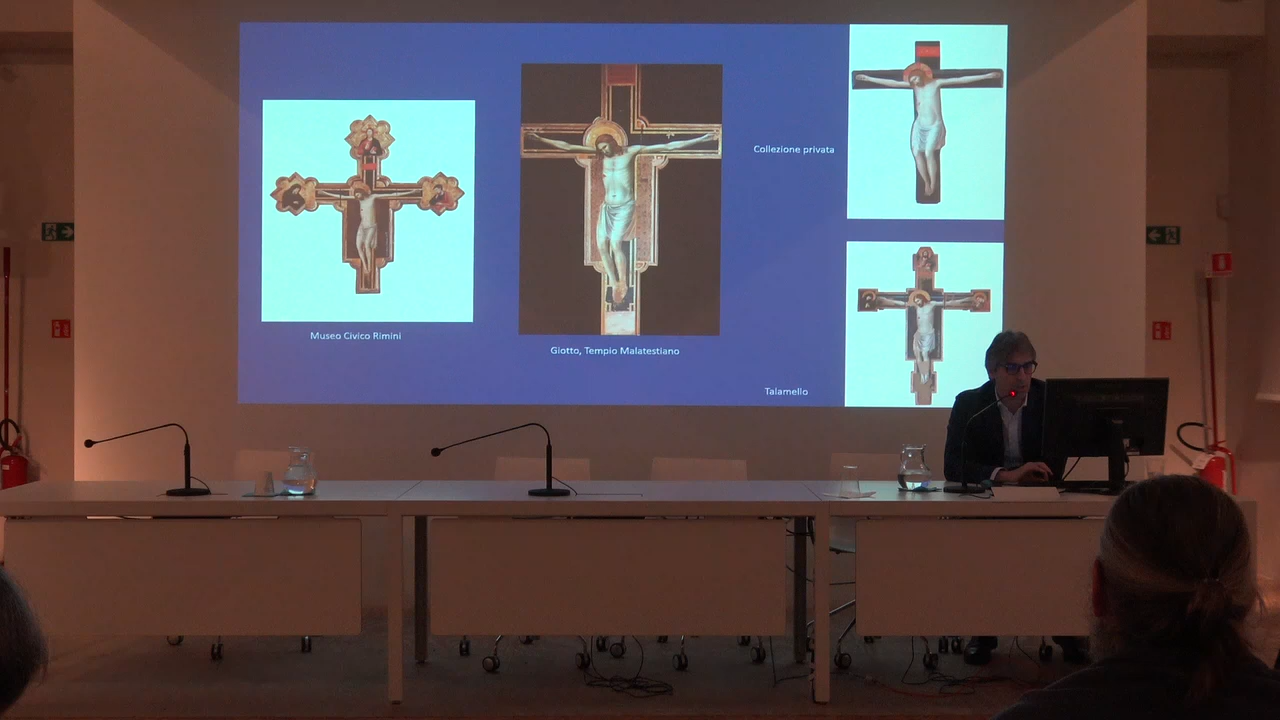 Museo Civico Rimini
Giotto, Tempio Malatestiano
Collezione privata
Talamello